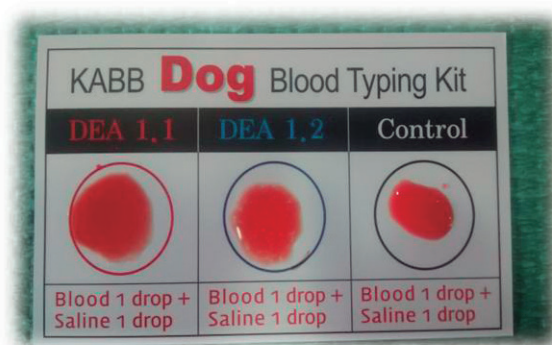 KABB Dog Blood Typing Kit
DEA 1.1 DEA 1.2 Control
Blood 1 drop + Blood 1 drop + Blood 1 drop +
Saline 1 drop Saline 1 drop Saline 1 drop